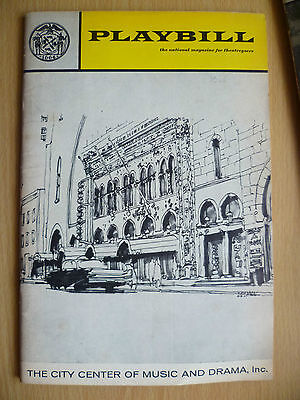 PLAYBILL
the national magazine for theatregoers
THE CITY CENTER OF MUSIC AND DRAMA, Inc.